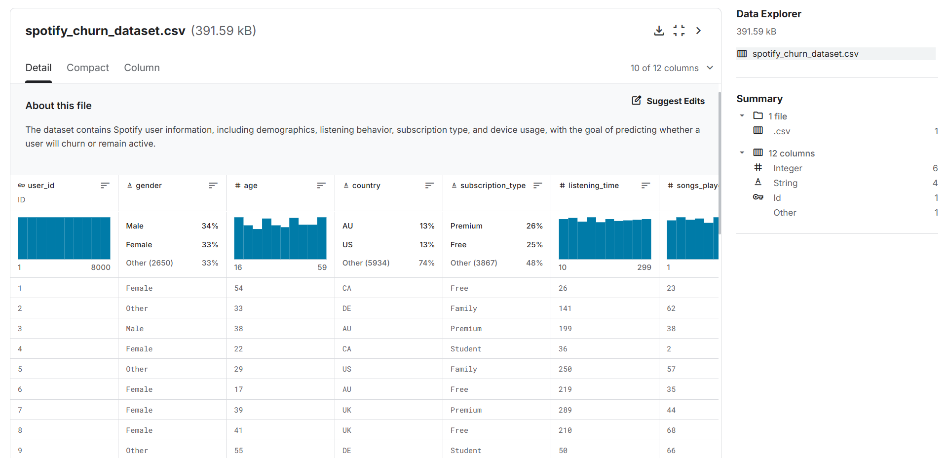 spotify_churn_dataset.csv (391.59 kB)
Detail Compact Column
10 of 12 columns
About this file
Suggest Edits
The dataset contains Spotify user information, including demographics, listening behavior, subscription type, and device usage, with the goal of predicting whether a
user will churn or remain active.
user_id gender # age country subscription_type # listening_time # songs_play
ID
Male 34% AU 13% Premium 26%
Female 33% US 13% Free 25%
Other (2650) 33% Other (5934) 74% Other (3867) 48%
1 8000 16 59 10 299 1
1 Female 54 CA Free 26 23
2 Other 33 DE Family 141 62
3 Male 38 AU Premium 199 38
4 Female 22 CA Student 36 2
5 Other 29 US Family 250 57
6 Female 17 AU Free 219 35
7 Female 39 UK Premium 289 44
8 Female 41 UK Free 210 68
9 Other 55 DE Student 50 66
Data Explorer
391.59 kB
spotify_churn_dataset.csv
Summary
1 file
.csv 1
12 columns
# Integer 6
A String 4
Id 1
Other 1